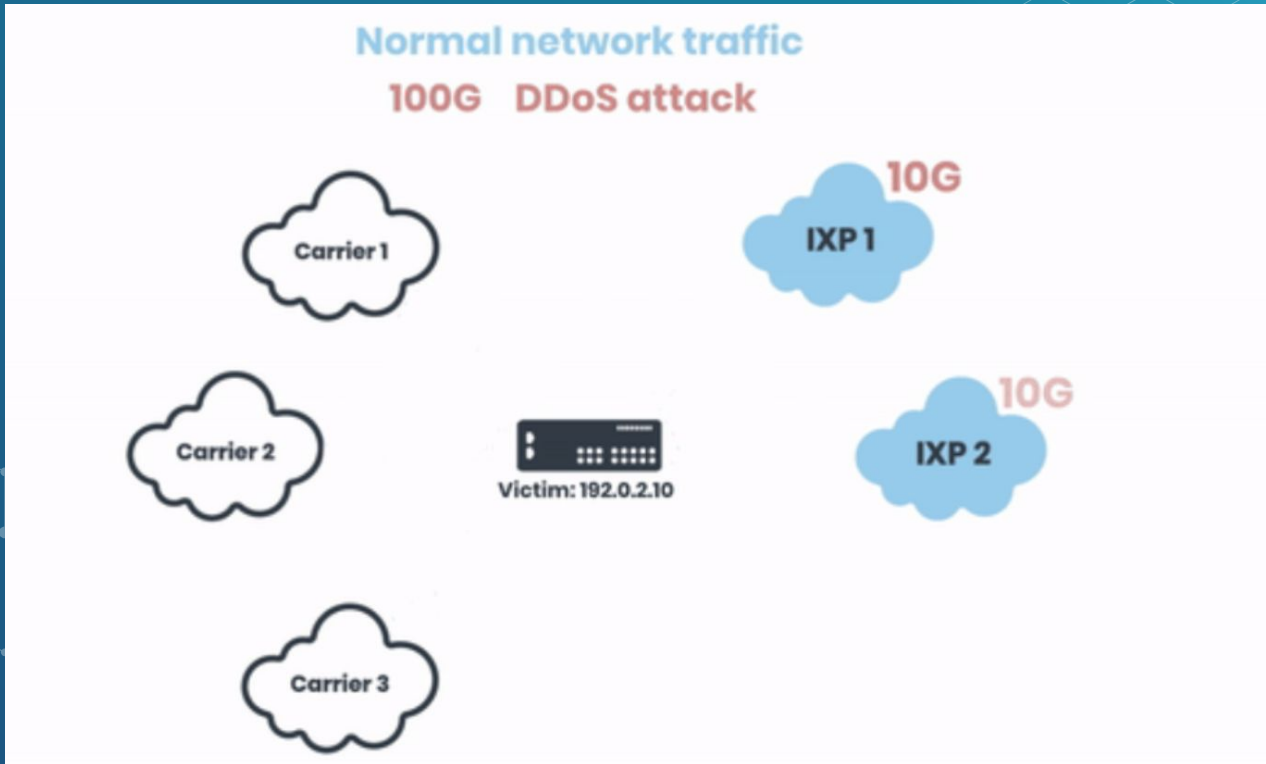 Normal network traffic
100G DDoS attack
10G
IXP 1
Carrier 1
10G
Carrier 2
IXP 2
Victim: 192.0.2.10
Carrier 3